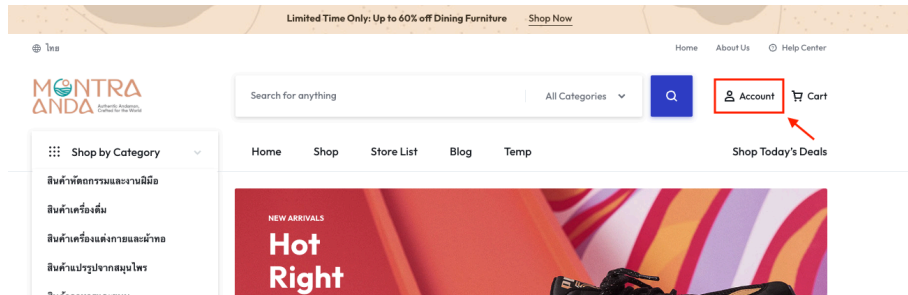 Limited Time Only: Up to 60% off Dining Furniture Shop Now
ไทย
Home About Us Help Center
MONTRA
ANDA Authentic Andaman, Crafted for the World
Search for anything All Categories
Account Cart
Shop by Category
Home Shop Store List Blog Temp
Shop Today's Deals
สินค้าหัตถกรรมและงานฝีมือ
สินค้าเครื่องดื่ม
สินค้าเครื่องแต่งกายและผ้าทอ
สินค้าแปรรูปจากสมุนไพร
NEW ARRIVALS
Hot
Right